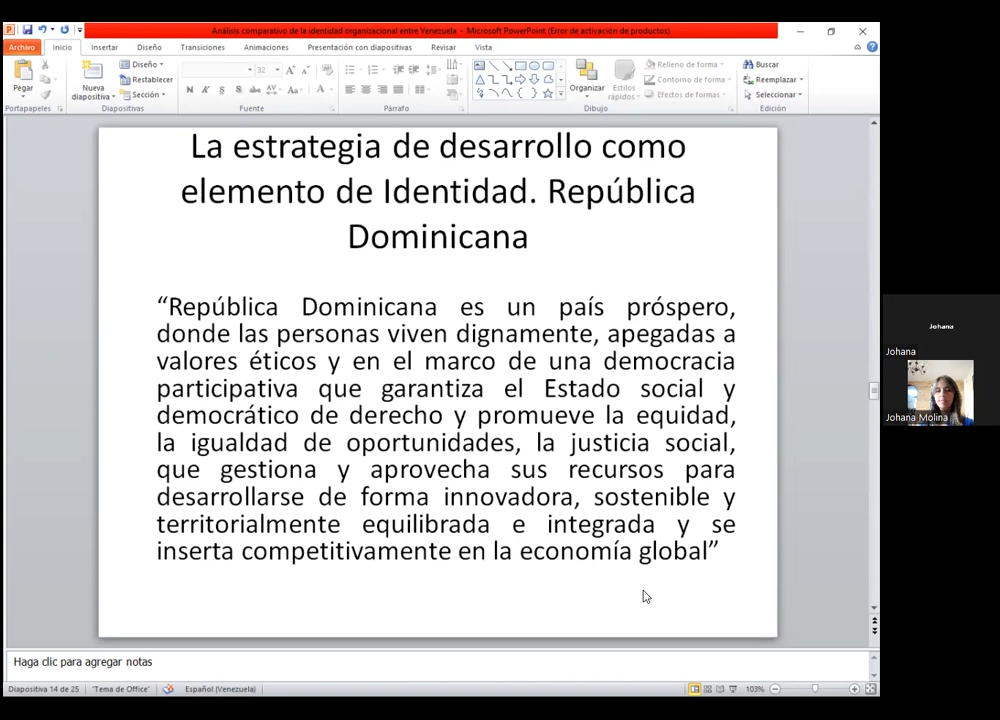 Análisis comparativo de la identidad organizacional entre Venezuela - Microsoft PowerPoint (Error de activación de productos)
Archivo Inicio Insertar Diseño Transiciones Animaciones Presentación con diapositivas Revisar Vista
Pegar
Portapapeles
Nueva diapositiva
Diseño
Restablecer
Sección
Diapositivas
32
N K S S abc AV Aa A
Fuente
Párrafo
Organizar
Estilos rápidos
Relleno de forma
Contorno de forma
Efectos de formas
Dibujo
Buscar
Reemplazar
Seleccionar
Edición
La estrategia de desarrollo como
elemento de Identidad. República
Dominicana
“República Dominicana es un país próspero,
donde las personas viven dignamente, apegadas a
valores éticos y en el marco de una democracia
participativa que garantiza el Estado social y
democrático de derecho y promueve la equidad,
la igualdad de oportunidades, la justicia social,
que gestiona y aprovecha sus recursos para
desarrollarse de forma innovadora, sostenible y
territorialmente equilibrada e integrada y se
inserta competitivamente en la economía global”
Johana
Johana
Johana Molina
Haga clic para agregar notas
Diapositiva 14 de 25 "Tema de Office" Español (Venezuela) 103%